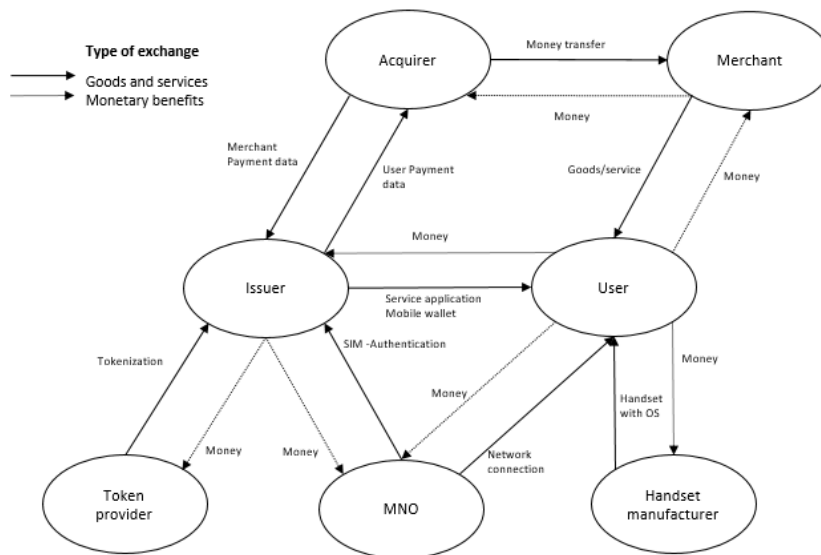 Type of exchange
Goods and services
Monetary benefits
Acquirer
Money transfer
Merchant
Money
Merchant
Payment data
User Payment
data
Goods/service
Money
Money
Issuer
User
Service application
Mobile wallet
SIM -Authentication
Tokenization
Money
Money
Handset
with OS
Money
Money
Network
connection
Token
provider
MNO
Handset
manufacturer